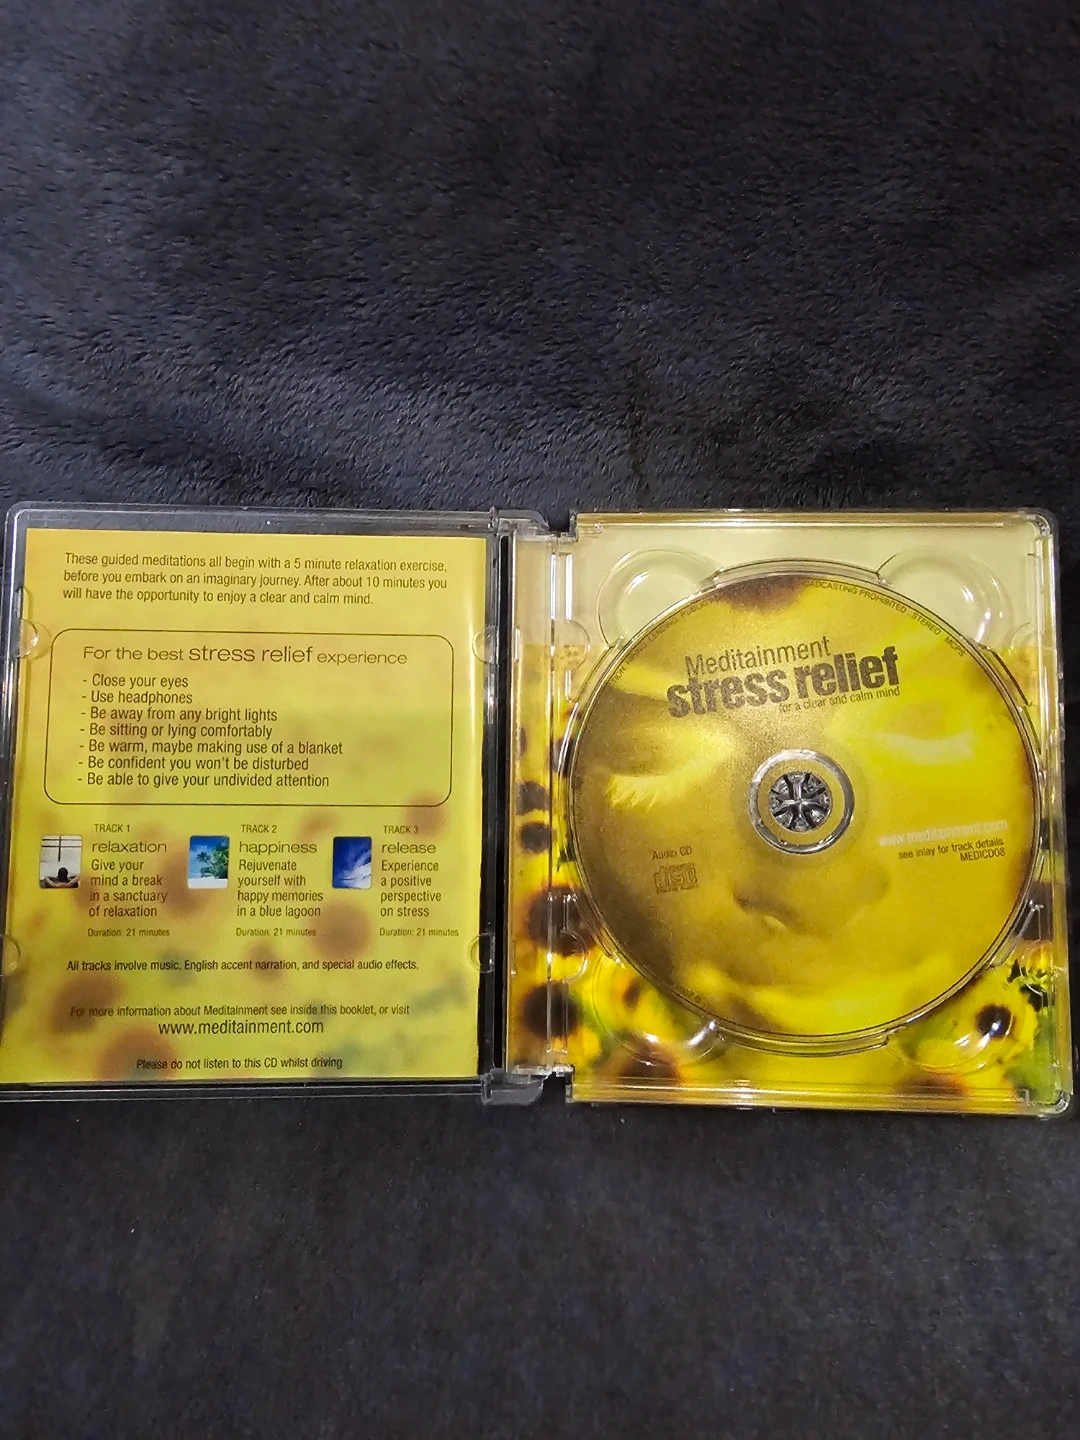 These guided meditations all begin with a 5 minute relaxation exercise,
before you embark on an imaginary journey. After about 10 minutes you
will have the opportunity to enjoy a clear and calm mind.
For the best stress relief experience
- Close your eyes
- Use headphones
- Be away from any bright lights
- Be sitting or lying comfortably
- Be warm, maybe making use of a blanket
- Be confident you won't be disturbed
- Be able to give your undivided attention
TRACK 1
relaxation
Give your
mind a break
in a sanctuary
of relaxation
Duration: 21 minutes
TRACK 2
happiness
Rejuvenate
yourself with
happy memories
in a blue lagoon
Duration: 21 minutes
TRACK 3
release
Experience
a positive
perspective
on stress
Duration: 21 minutes
All tracks involve music, English accent narration, and special audio effects.
For more information about Meditainment see inside this booklet, or visit
www.meditainment.com
Please do not listen to this CD whilst driving
LENDING, BROADCASTING PROHIBITED STEREO MCPS
Meditainment
stress relief
for a clear and calm mind
www.meditainment.com
see inlay for track details
MEDICD08
Audio CD
disc